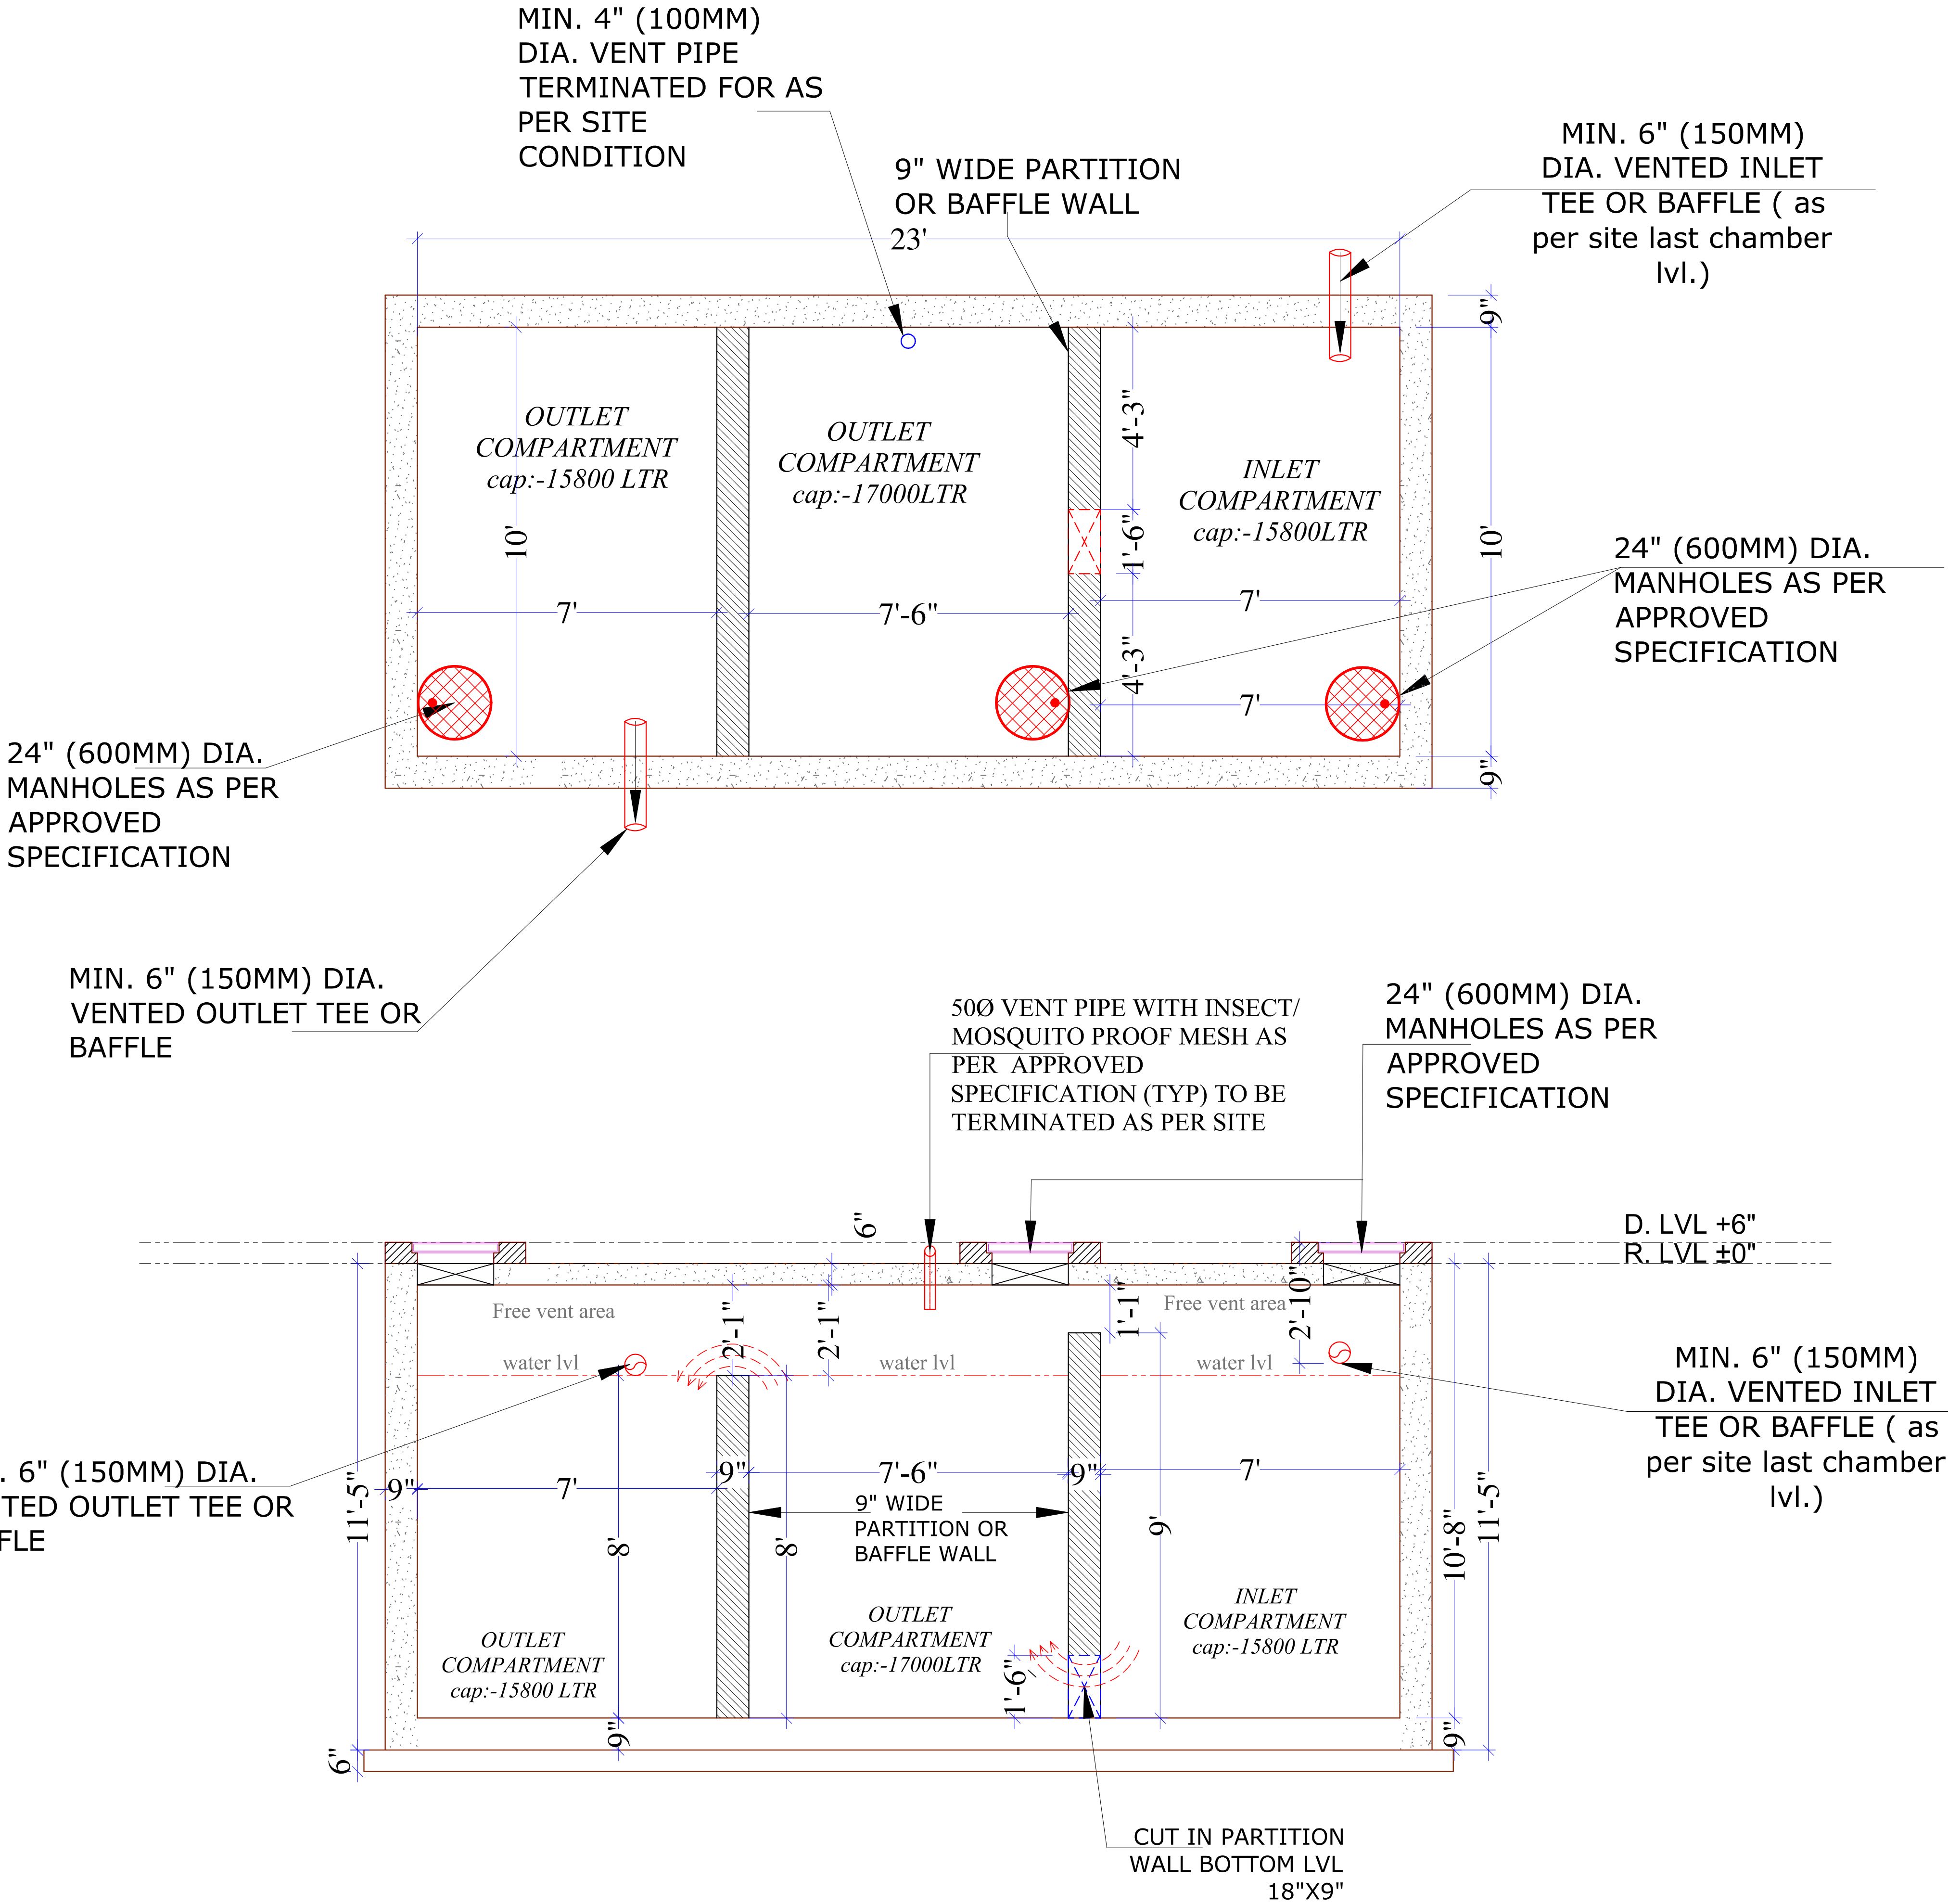 MIN. 4" (100MM)
DIA. VENT PIPE
TERMINATED FOR AS
PER SITE
CONDITION
9" WIDE PARTITION
OR BAFFLE WALL
MIN. 6" (150MM)
DIA. VENTED INLET
TEE OR BAFFLE ( as
per site last chamber
lvl.)
23'
9"
4'-3"
OUTLET
COMPARTMENT
cap:-15800 LTR
OUTLET
COMPARTMENT
cap:-17000LTR
INLET
COMPARTMENT
cap:-15800LTR
10'
1'-6"
10'
7'
7'-6"
7'
4'-3"
7'
9"
24" (600MM) DIA.
MANHOLES AS PER
APPROVED
SPECIFICATION
24" (600MM) DIA.
MANHOLES AS PER
APPROVED
SPECIFICATION
MIN. 6" (150MM) DIA.
VENTED OUTLET TEE OR
BAFFLE
50Ø VENT PIPE WITH INSECT/
MOSQUITO PROOF MESH AS
PER APPROVED
SPECIFICATION (TYP) TO BE
TERMINATED AS PER SITE
24" (600MM) DIA.
MANHOLES AS PER
APPROVED
SPECIFICATION
6"
D. LVL +6"
R. LVL ±0"
Free vent area
2'-1"
2'-1"
1'-1"
Free vent area
2'-10"
water lvl
water lvl
water lvl
MIN. 6" (150MM)
DIA. VENTED INLET
TEE OR BAFFLE ( as
per site last chamber
lvl.)
. 6" (150MM) DIA.
TED OUTLET TEE OR
FLE
11'-5"
9"
7'
9"
7'-6"
9"
7'
9" WIDE
PARTITION OR
BAFFLE WALL
8'
8'
9'
10'-8"
11'-5"
OUTLET
COMPARTMENT
cap:-15800 LTR
OUTLET
COMPARTMENT
cap:-17000LTR
INLET
COMPARTMENT
cap:-15800 LTR
1'-6"
9"
9"
6"
CUT IN PARTITION
WALL BOTTOM LVL
18"X9"